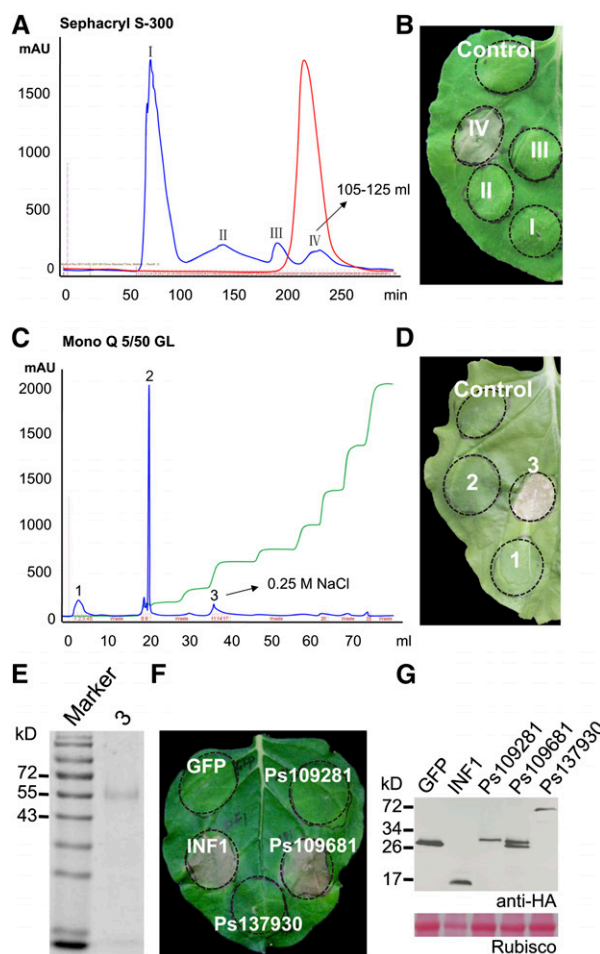 A
Sephacryl S-300
mAU
I
1500
1000
500
0
II
III
IV
105-125 ml
0 50 100 150 200 250 min
B
Control
IV
III
II
I
C
Mono Q 5/50 GL
mAU
2000
1500
1500
1000
500
0
2
1
3
0.25 M NaCl
0 10 20 30 40 50 60 70 ml
D
Control
3
2
1
E
Marker
3
kD
72
55
43
F
GFP
Ps109281
INF1
Ps109681
Ps137930
G
GFP
INF1
Ps109281
Ps109681
Ps137930
kD
72
34
26
17
anti-HA
Rubisco